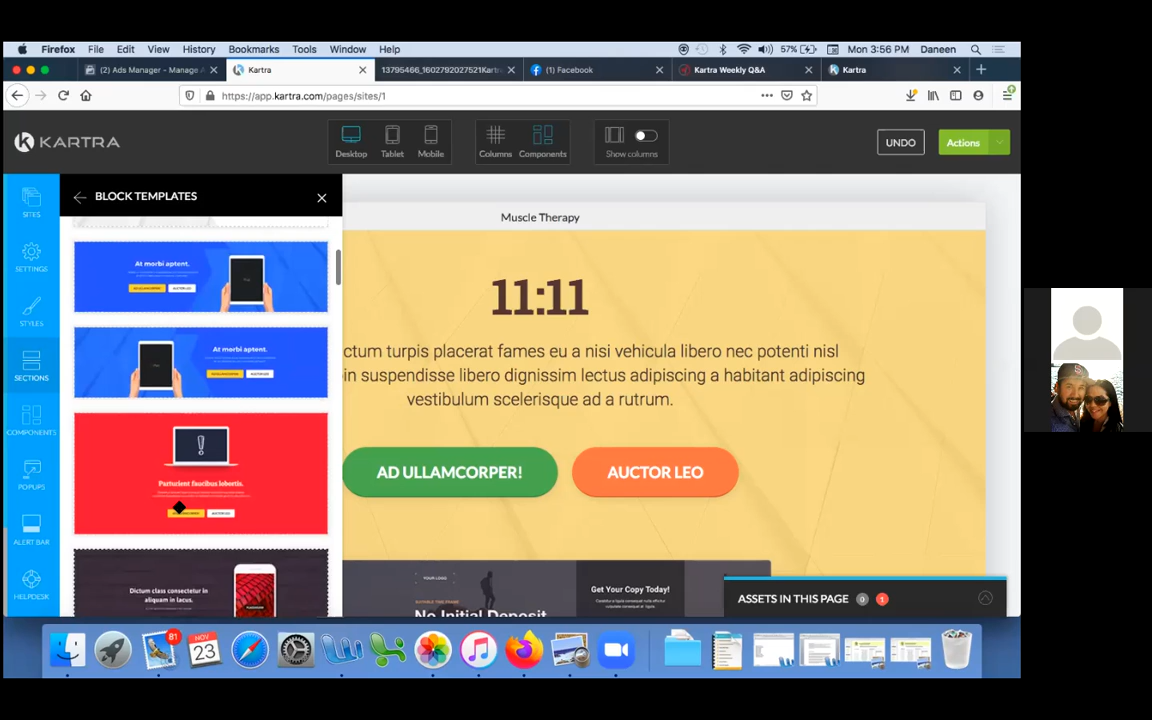 Firefox File Edit View History Bookmarks Tools Window Help 57% Mon 3:56 PM Daneen
(2) Ads Manager - Manage A
Kartra
13795466_1602792027521Kartr
(1) Facebook
Kartra Weekly Q&A
Kartra
https://app.kartra.com/pages/sites/1
KARTRA
Desktop Tablet Mobile Columns Components Show columns
UNDO
Actions
BLOCK TEMPLATES
SITES
SETTINGS
STYLES
SECTIONS
COMPONENTS
POPUPS
ALERT BAR
HELPDESK
At morbi aptent.
At morbi aptent.
Parturient faucibus lobortis.
Dictum class consectetur in
aliquam in lacus.
Muscle Therapy
11:11
ctum turpis placerat fames eu a nisi vehicula libero nec potenti nisl
in suspendisse libero dignissim lectus adipiscing a habitant adipiscing
vestibulum scelerisque ad a rutrum.
AD ULLAMCORPER!
AUCTOR LEO
YOUR LOGO
No Initial Deposit
Get Your Copy Today!
ASSETS IN THIS PAGE 0 1
81
NOV
23